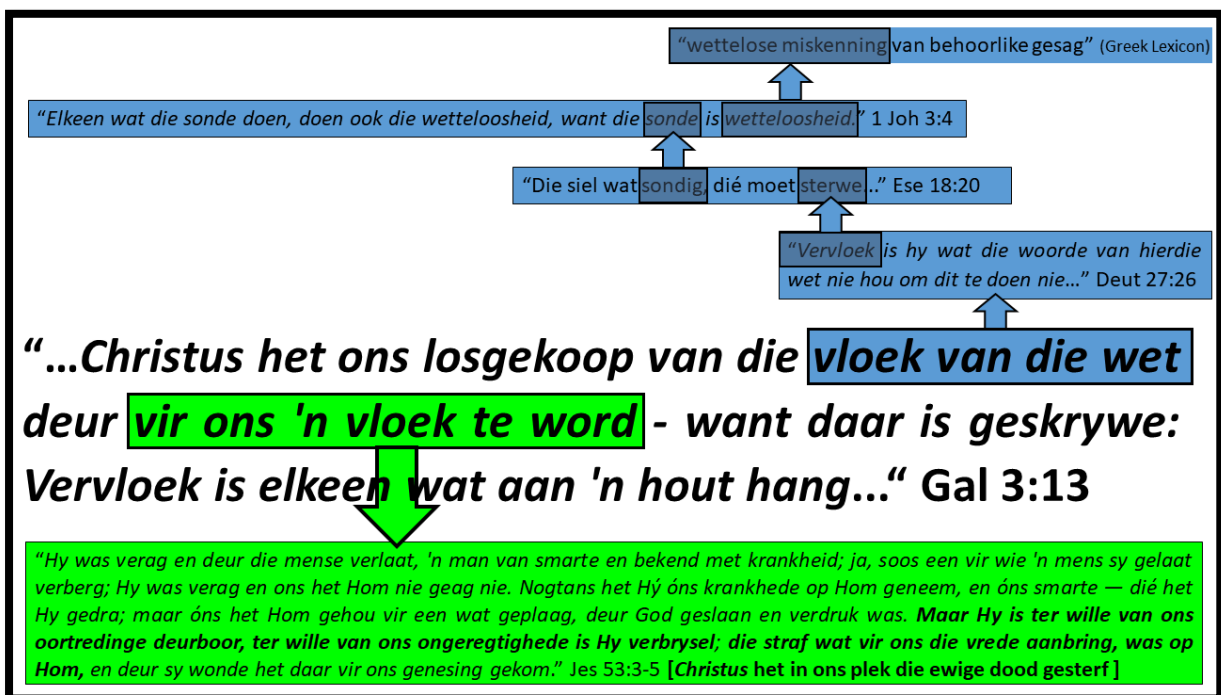 “wettelose miskenning van behoorlike gesag” (Greek Lexicon)
“Elkeen wat die sonde doen, doen ook die wetteloosheid, want die sonde is wetteloosheid.” 1 Joh 3:4
“Die siel wat sondig, dié moet sterwe...” Ese 18:20
“Vervloek is hy wat die woorde van hierdie
wet nie hou om dit te doen nie…” Deut 27:26
“…Christus het ons losgekoop van die vloek van die wet
deur vir ons 'n vloek te word - want daar is geskrywe:
Vervloek is elkeen wat aan 'n hout hang...“ Gal 3:13
“Hy was verag en deur die mense verlaat, 'n man van smarte en bekend met krankheid; ja, soos een vir wie 'n mens sy gelaat
verberg; Hy was verag en ons het Hom nie geag nie. Nogtans het Hý óns krankhede op Hom geneem, en óns smarte — dié het
Hy gedra; maar óns het Hom gehou vir een wat geplaag, deur God geslaan en verdruk was. Maar Hy is ter wille van ons
oortredinge deurboor, ter wille van ons ongeregtighede is Hy verbrysel; die straf wat vir ons die vrede aanbring, was op
Hom, en deur sy wonde het daar vir ons genesing gekom.” Jes 53:3-5 [Christus het in ons plek die ewige dood gesterf ]